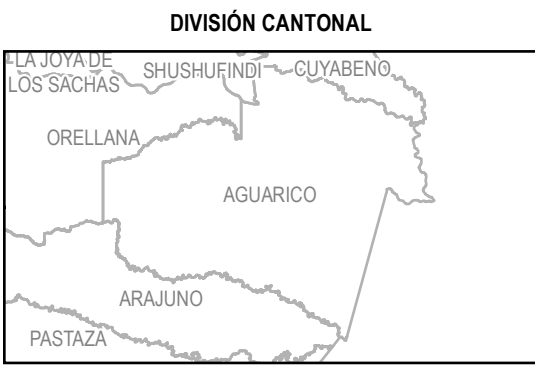 DIVISIÓN CANTONAL
LA JOYA DE
LOS SACHAS
SHUSHUFINDI
CUYABENO
ORELLANA
AGUARICO
ARAJUNO
PASTAZA